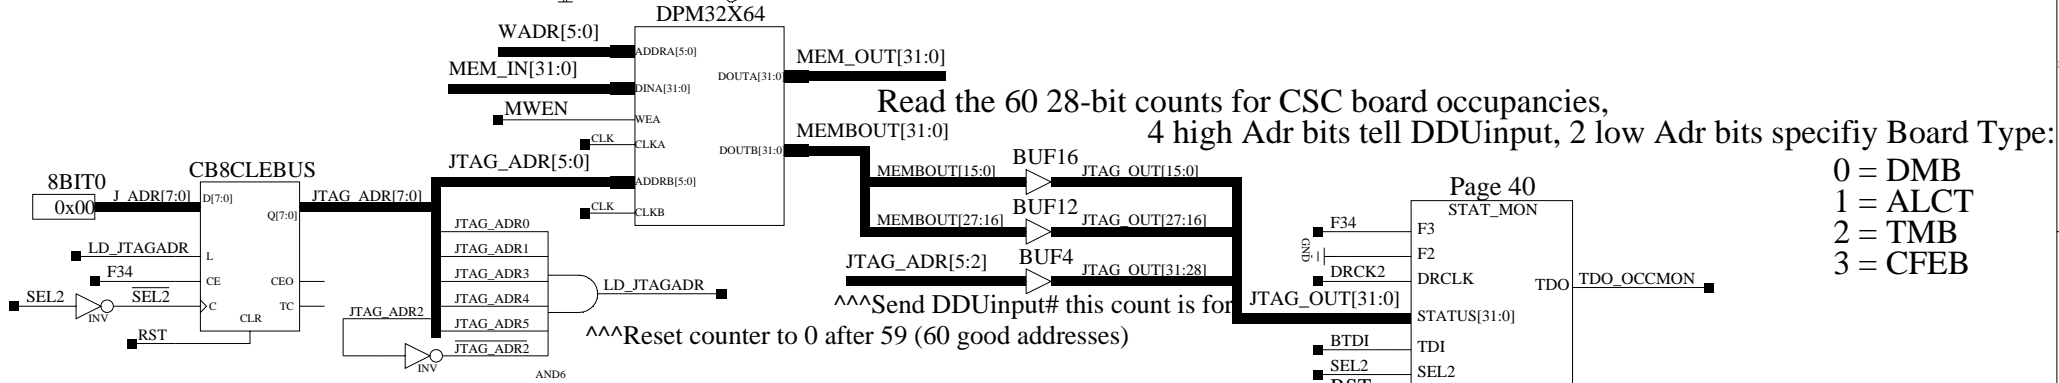 DPM32X64
WADR[5:0]
ADDRA[5:0]
MEM_IN[31:0]
DINA[31:0]
DOUTA[31:0]
MEM_OUT[31:0]
MWEN
WEA
CLK
CLKA
MEMBOUT[31:0]
DOUTB[31:0]
JTAG_ADR[5:0]
ADDRB[5:0]
CLK
CLKB
Read the 60 28-bit counts for CSC board occupancies,
4 high Adr bits tell DDUinput, 2 low Adr bits specifiy Board Type:
0 = DMB
1 = ALCT
2 = TMB
3 = CFEB
CB8CLEBUS
8BIT0
0x00
J_ADR[7:0]
D[7:0]
Q[7:0]
JTAG_ADR[7:0]
LD_JTAGADR
L
F34
CE
CEO
SEL2
INV
SEL2
C
TC
CLR
RST
JTAG_ADR0
JTAG_ADR1
JTAG_ADR3
JTAG_ADR4
JTAG_ADR5
JTAG_ADR2
JTAG_ADR2
INV
AND6
LD_JTAGADR
^^^Reset counter to 0 after 59 (60 good addresses)
MEMBOUT[15:0]
BUF16
JTAG_OUT[15:0]
MEMBOUT[27:16]
BUF12
JTAG_OUT[27:16]
JTAG_ADR[5:2]
BUF4
JTAG_OUT[31:28]
^^^Send DDUinput# this count is for
JTAG_OUT[31:0]
Page 40
STAT_MON
F34
F3
GND
F2
DRCK2
DRCLK
TDO
TDO_OCCMON
STATUS[31:0]
BTDI
TDI
SEL2
SEL2